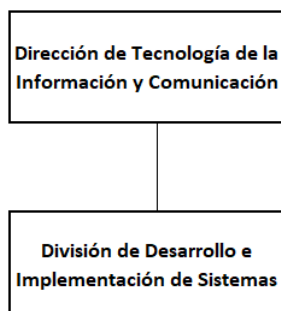 Dirección de Tecnología de la
Información y Comunicación
División de Desarrollo e
Implementación de Sistemas